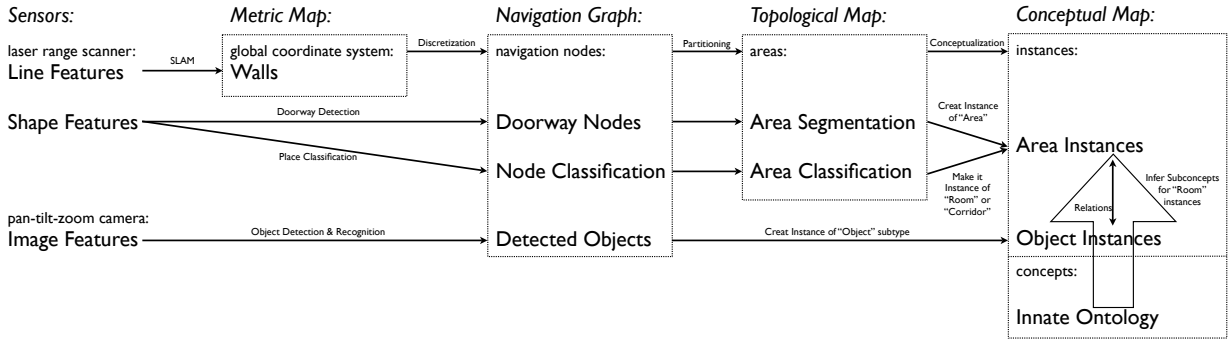 Sensors:
Metric Map:
Navigation Graph:
Topological Map:
Conceptual Map:
laser range scanner:
Line Features
SLAM
global coordinate system:
Walls
Discretization
navigation nodes:
Partitioning
areas:
Conceptualization
instances:
Shape Features
Doorway Detection
Doorway Nodes
Area Segmentation
Creat Instance
of "Area"
Area Instances
Place Classification
Node Classification
Area Classification
Make it
Instance of
"Room" or
"Corridor"
Infer Subconcepts
for "Room"
instances
Relations
pan-tilt-zoom camera:
Image Features
Object Detection & Recognition
Detected Objects
Creat Instance of "Object" subtype
Object Instances
concepts:
Innate Ontology